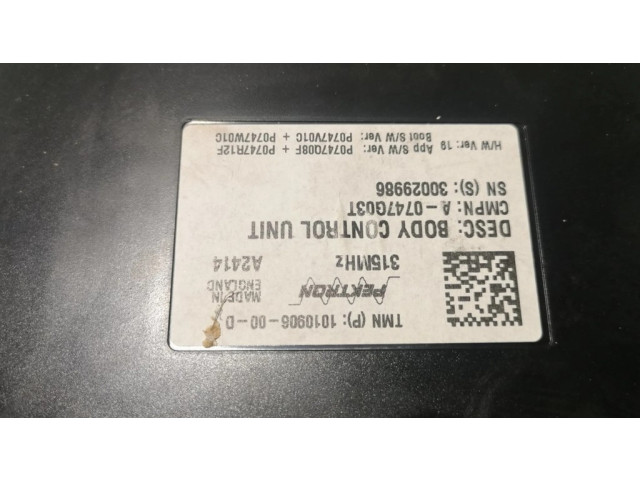 TMN (P): 1010906-00-D
PEKTRON
MADE IN
ENGLAND
315MHz
A2414
DESC: BODY CONTROL UNIT
CMPN: A-0747G03T
SN (S): 30029986
H/W Ver: 19 App S/W Ver: P0747Q08F + P0747R12F
Boot S/W Ver: P0747V01C + P0747W01C